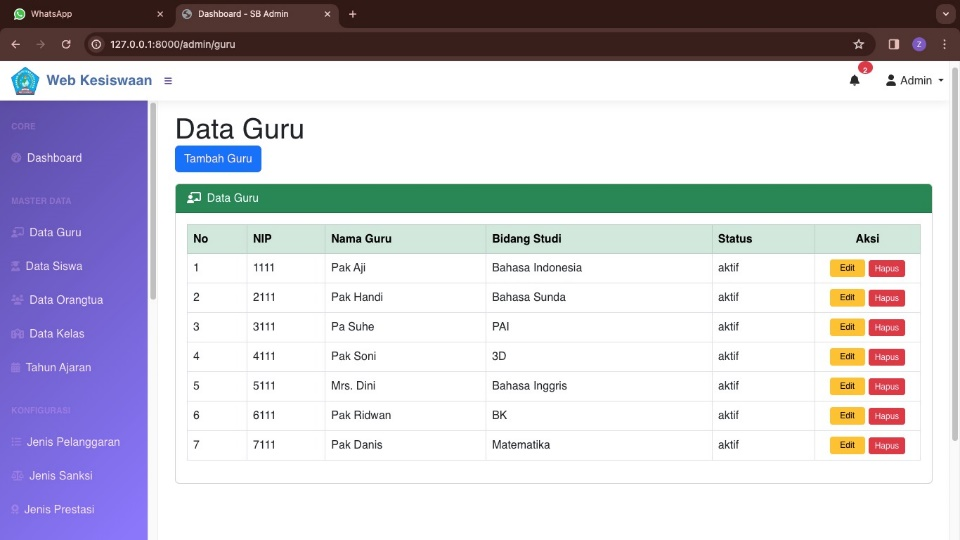 WhatsApp
Dashboard - SB Admin
127.0.0.1:8000/admin/guru
Z
Web Kesiswaan
2
Admin
CORE
Dashboard
MASTER DATA
Data Guru
Data Siswa
Data Orangtua
Data Kelas
Tahun Ajaran
KONFIGURASI
Jenis Pelanggaran
Jenis Sanksi
Jenis Prestasi
Data Guru
Tambah Guru
Data Guru
No NIP Nama Guru Bidang Studi Status Aksi
1 1111 Pak Aji Bahasa Indonesia aktif Edit Hapus
2 2111 Pak Handi Bahasa Sunda aktif Edit Hapus
3 3111 Pa Suhe PAI aktif Edit Hapus
4 4111 Pak Soni 3D aktif Edit Hapus
5 5111 Mrs. Dini Bahasa Inggris aktif Edit Hapus
6 6111 Pak Ridwan BK aktif Edit Hapus
7 7111 Pak Danis Matematika aktif Edit Hapus